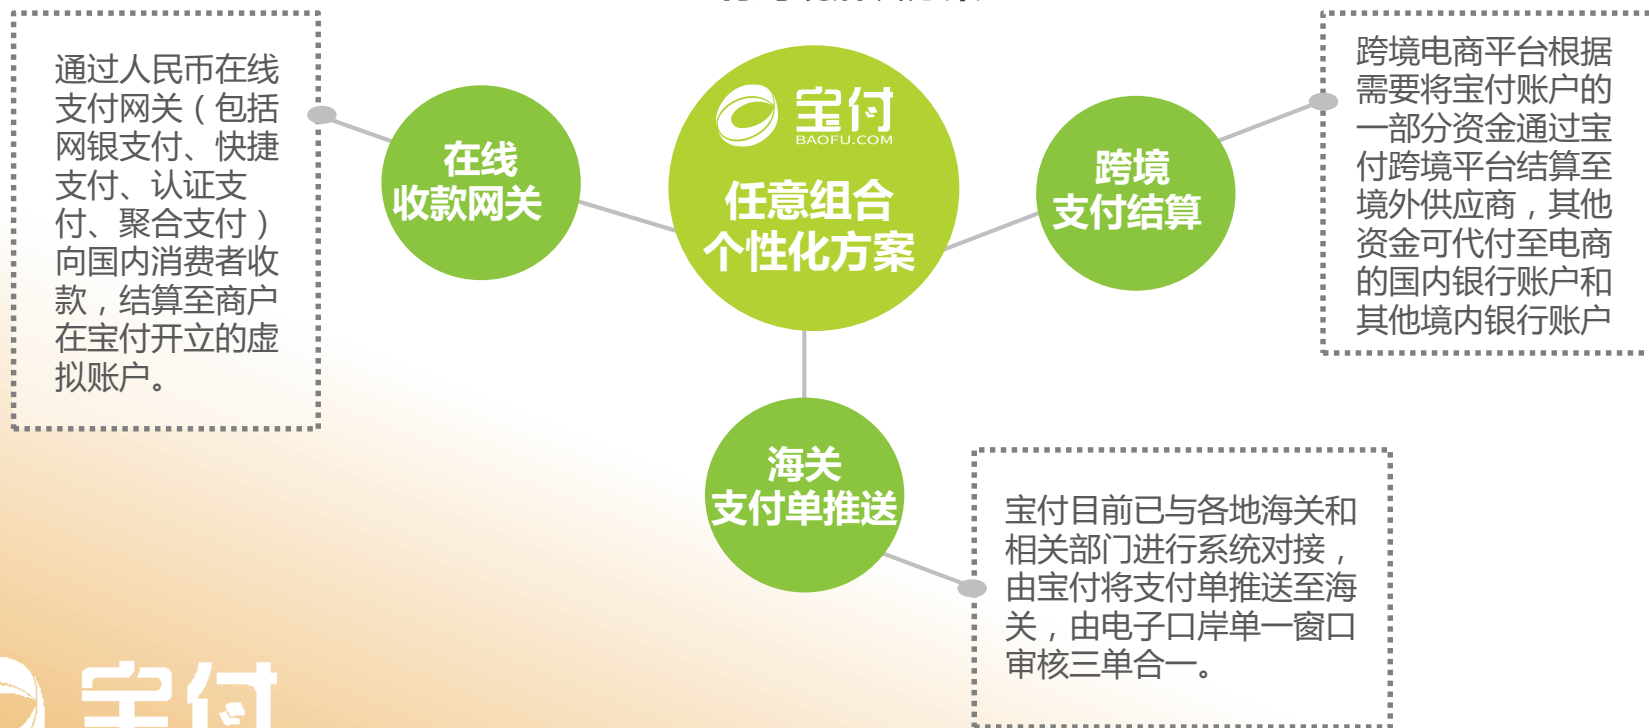 通过人民币在线
支付网关（包括
网银支付、快捷
支付、认证支
付、聚合支付）
向国内消费者收
款，结算至商户
在宝付开立的虚
拟账户。
在线
收款网关
宝付
BAOFU.COM
任意组合
个性化方案
跨境
支付结算
跨境电商平台根据
需要将宝付账户的
一部分资金通过宝
付跨境平台结算至
境外供应商，其他
资金可代付至电商
的国内银行账户和
其他境内银行账户
海关
支付单推送
宝付目前已与各地海关和
相关部门进行系统对接，
由宝付将支付单推送至海
关，由电子口岸单一窗口
审核三单合一。
宝付